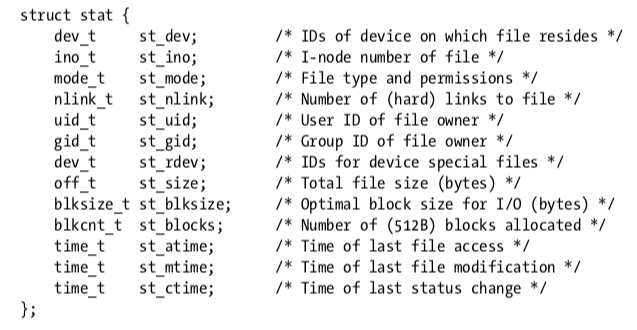 struct stat {
    dev_t     st_dev;         /* IDs of device on which file resides */
    ino_t     st_ino;         /* I-node number of file */
    mode_t    st_mode;        /* File type and permissions */
    nlink_t   st_nlink;       /* Number of (hard) links to file */
    uid_t     st_uid;         /* User ID of file owner */
    gid_t     st_gid;         /* Group ID of file owner */
    dev_t     st_rdev;        /* IDs for device special files */
    off_t     st_size;        /* Total file size (bytes) */
    blksize_t st_blksize;     /* Optimal block size for I/O (bytes) */
    blkcnt_t  st_blocks;      /* Number of (512B) blocks allocated */
    time_t    st_atime;       /* Time of last file access */
    time_t    st_mtime;       /* Time of last file modification */
    time_t    st_ctime;       /* Time of last status change */
};